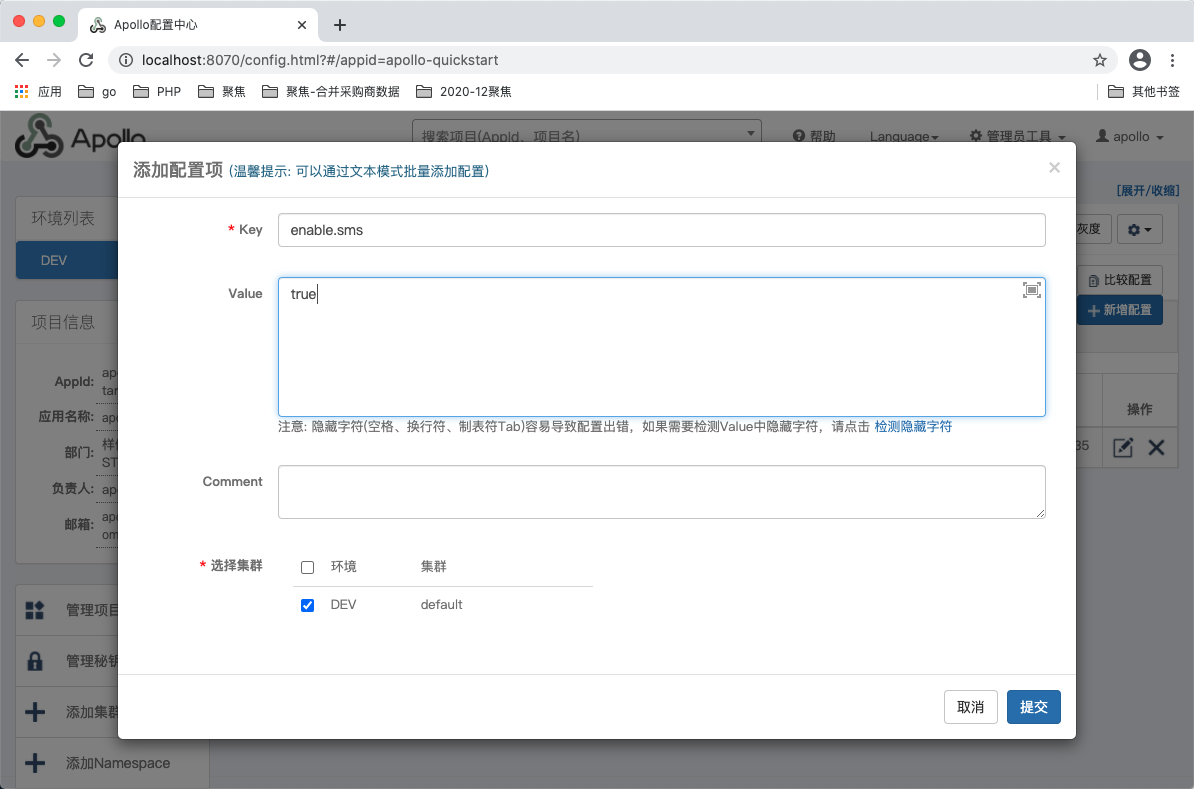 Apollo配置中心
localhost:8070/config.html?#/appid=apollo-quickstart
应用 go PHP 聚焦 聚焦-合并采购商数据 2020-12聚焦 其他书签
Apollo 搜索项目(AppId、项目名) 帮助 Language 管理员工具 apollo
添加配置项 (温馨提示: 可以通过文本模式批量添加配置) ×
[展开/收缩]
环境列表
灰度
DEV
* Key enable.sms
Value true
比较配置
新增配置
项目信息
AppId: ap
tar
应用名称: ap
操作
部门: 样
ST
35
负责人: ap
邮箱: ap
om
注意: 隐藏字符(空格、换行符、制表符Tab)容易导致配置出错，如果需要检测Value中隐藏字符，请点击 检测隐藏字符
Comment
* 选择集群 环境 集群
DEV default
管理项目
管理秘钥
添加集群
添加Namespace
取消 提交